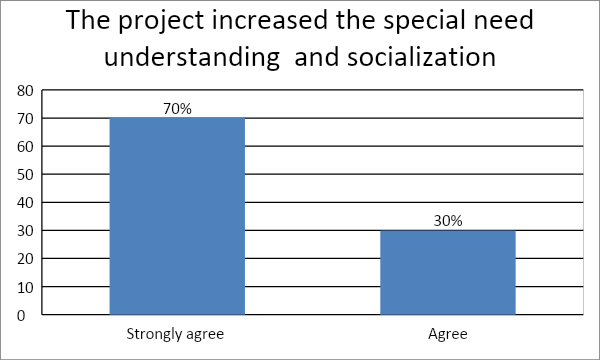 The project increased the special need
understanding  and socialization
80
70
60
50
40
30
20
10
0
70%
30%
Strongly agree
Agree